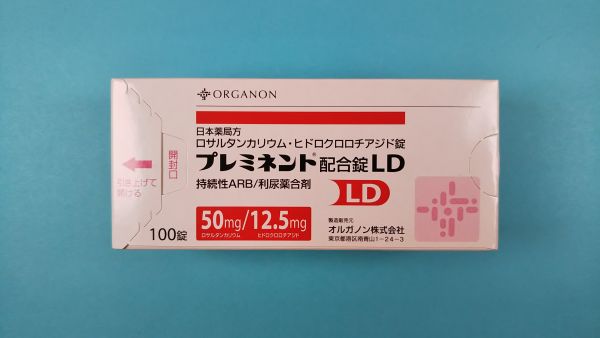 ORGANON
日本薬局方
ロサルタンカリウム・ヒドロクロロチアジド錠
プレミネント®配合錠LD
持続性ARB/利尿薬合剤
LD
50mg/12.5mg
ロサルタンカリウム ヒドロクロロチアジド
100錠
開封口
引き上げて
開ける
製造販売元
オルガノン株式会社
東京都港区南青山1-24-3